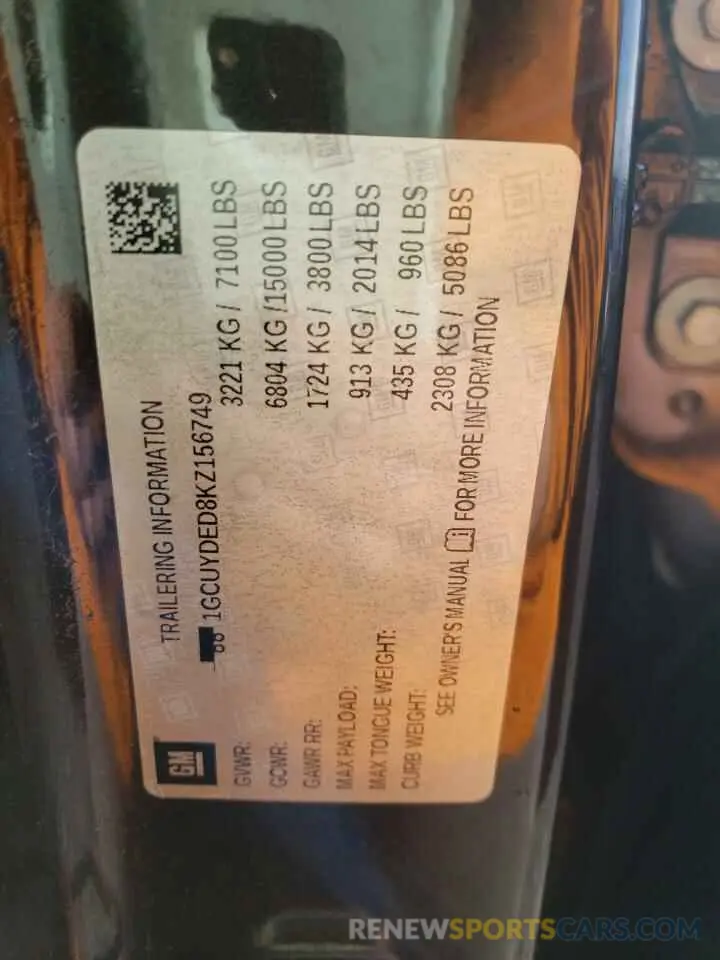 GM
TRAILERING INFORMATION
1GCUYDED8KZ156749
GVWR: 3221 KG / 7100 LBS
GCWR: 6804 KG /15000 LBS
GAWR RR: 1724 KG / 3800 LBS
MAX PAYLOAD: 913 KG / 2014 LBS
MAX TONGUE WEIGHT: 435 KG / 960 LBS
CURB WEIGHT: 2308 KG / 5086 LBS
SEE OWNER'S MANUAL FOR MORE INFORMATION
RENEWSPORTSCARS.COM